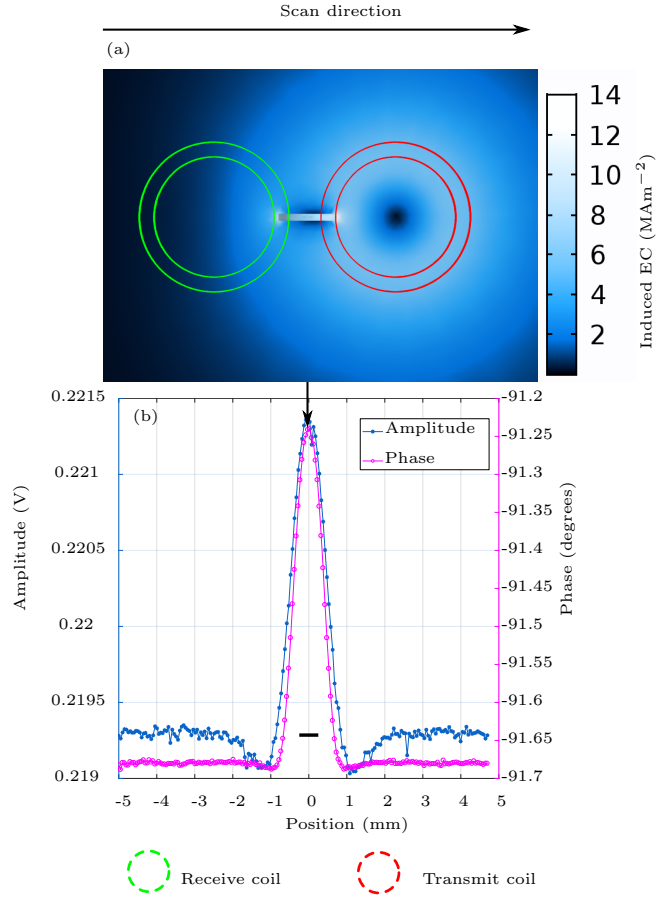 Scan direction
(a)
14
12
10
8
6
4
2
Induced EC (MAm⁻²)
(b)
0.2215
0.221
0.2205
0.22
0.2195
0.219
Amplitude (V)
-91.2
-91.25
-91.3
-91.35
-91.4
-91.45
-91.5
-91.55
-91.6
-91.65
-91.7
Phase (degrees)
Amplitude
Phase
-5 -4 -3 -2 -1 0 1 2 3 4 5
Position (mm)
Receive coil Transmit coil